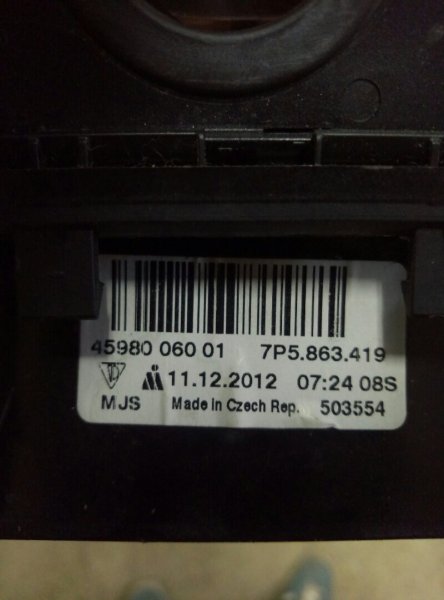 45980 060 01 7P5.863.419
11.12.2012 07:24 08S
MJS Made in Czech Rep. 503554